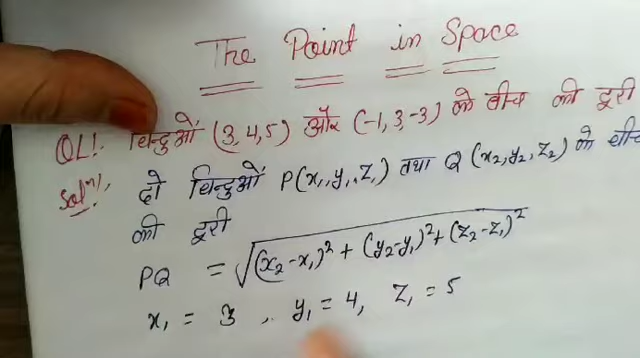 The Point in Space
Q1. बिन्दुओं (3, 4, 5) और (-1, 3, -3) के बीच की दूरी
Solⁿ. दो बिन्दुओं P(x₁, y₁, z₁) तथा Q (x₂, y₂, z₂) के बीच
की दूरी
PQ = √(x₂-x₁)² + (y₂-y₁)² + (z₂-z₁)²
x₁ = 3, y₁ = 4, z₁ = 5